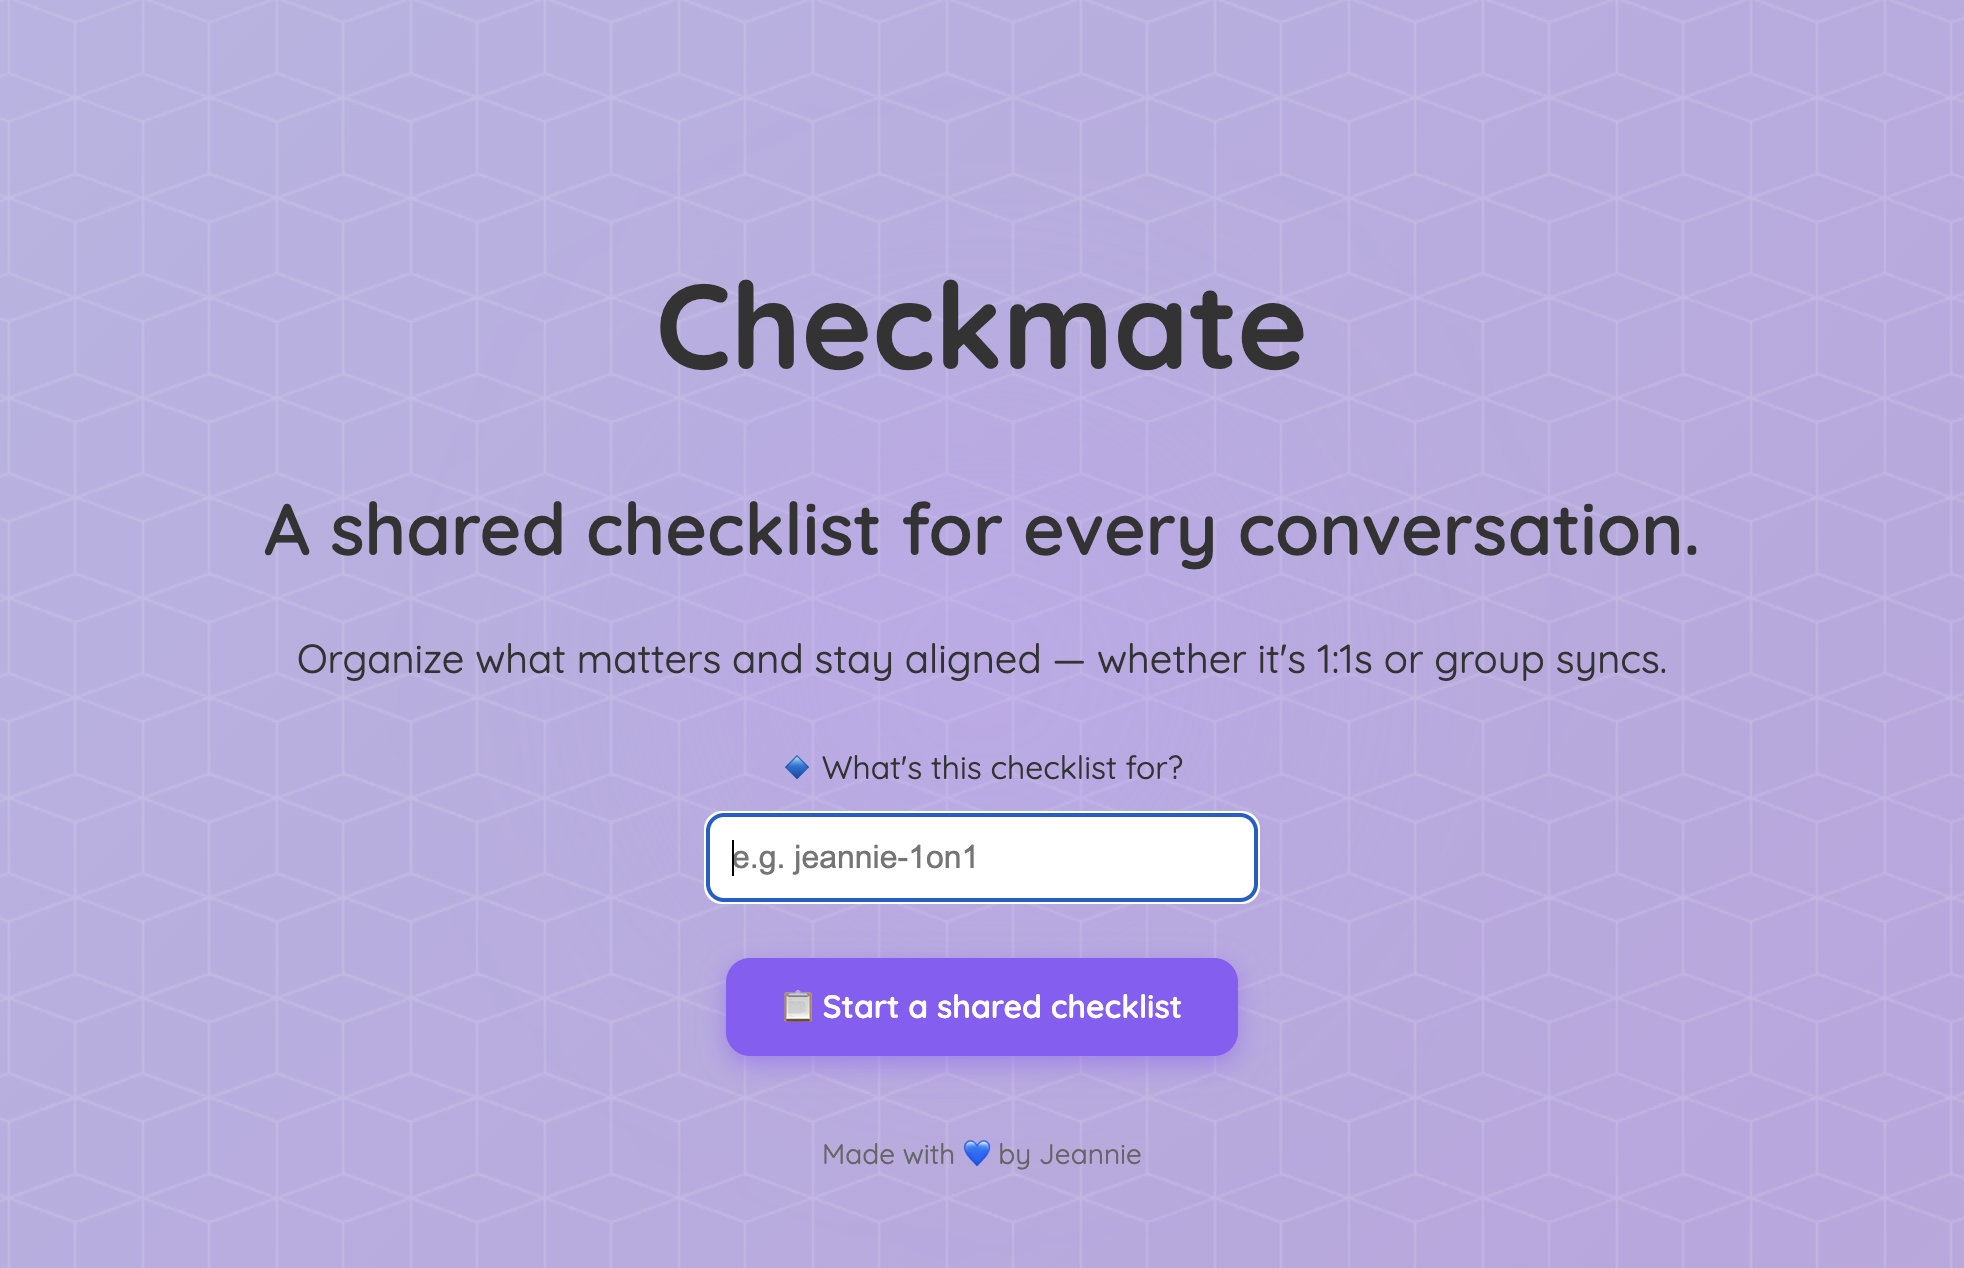 Checkmate
A shared checklist for every conversation.
Organize what matters and stay aligned — whether it's 1:1s or group syncs.
🔹 What's this checklist for?
e.g. jeannie-1on1
📋 Start a shared checklist
Made with 💙 by Jeannie